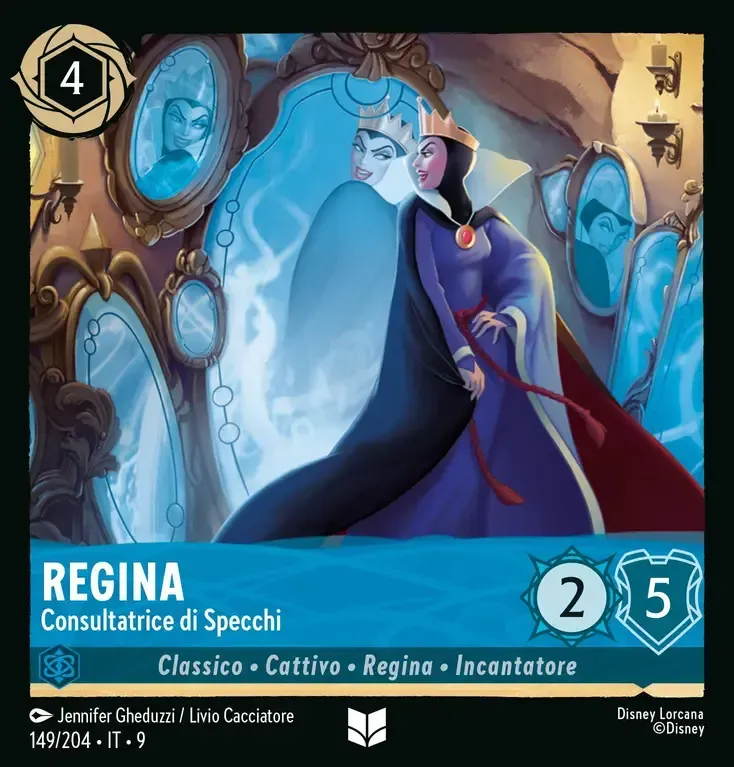 4
REGINA
Consultatrice di Specchi
2
5
Classico • Cattivo • Regina • Incantatore
Jennifer Gheduzzi / Livio Cacciatore
149/204 • IT • 9
Disney Lorcana
©Disney